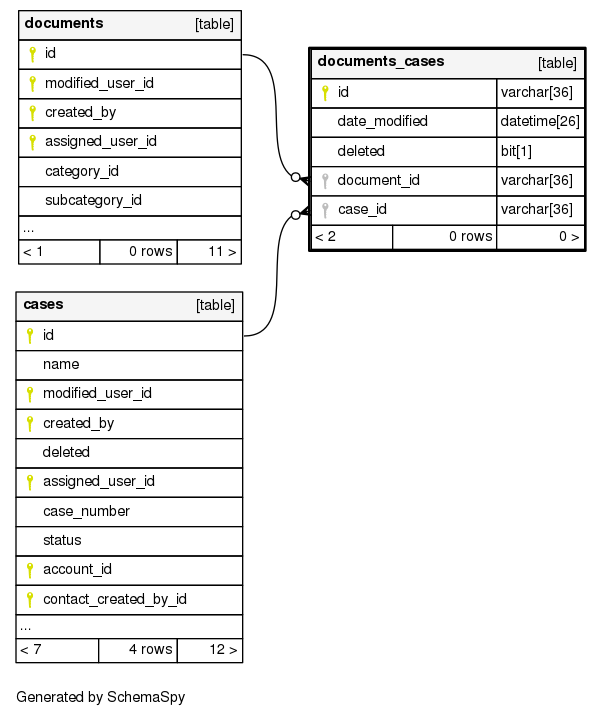 documents [table]
id
modified_user_id
created_by
assigned_user_id
category_id
subcategory_id
...
< 1 0 rows 11 >
documents_cases [table]
id varchar[36]
date_modified datetime[26]
deleted bit[1]
document_id varchar[36]
case_id varchar[36]
< 2 0 rows 0 >
cases [table]
id
name
modified_user_id
created_by
deleted
assigned_user_id
case_number
status
account_id
contact_created_by_id
...
< 7 4 rows 12 >
Generated by SchemaSpy